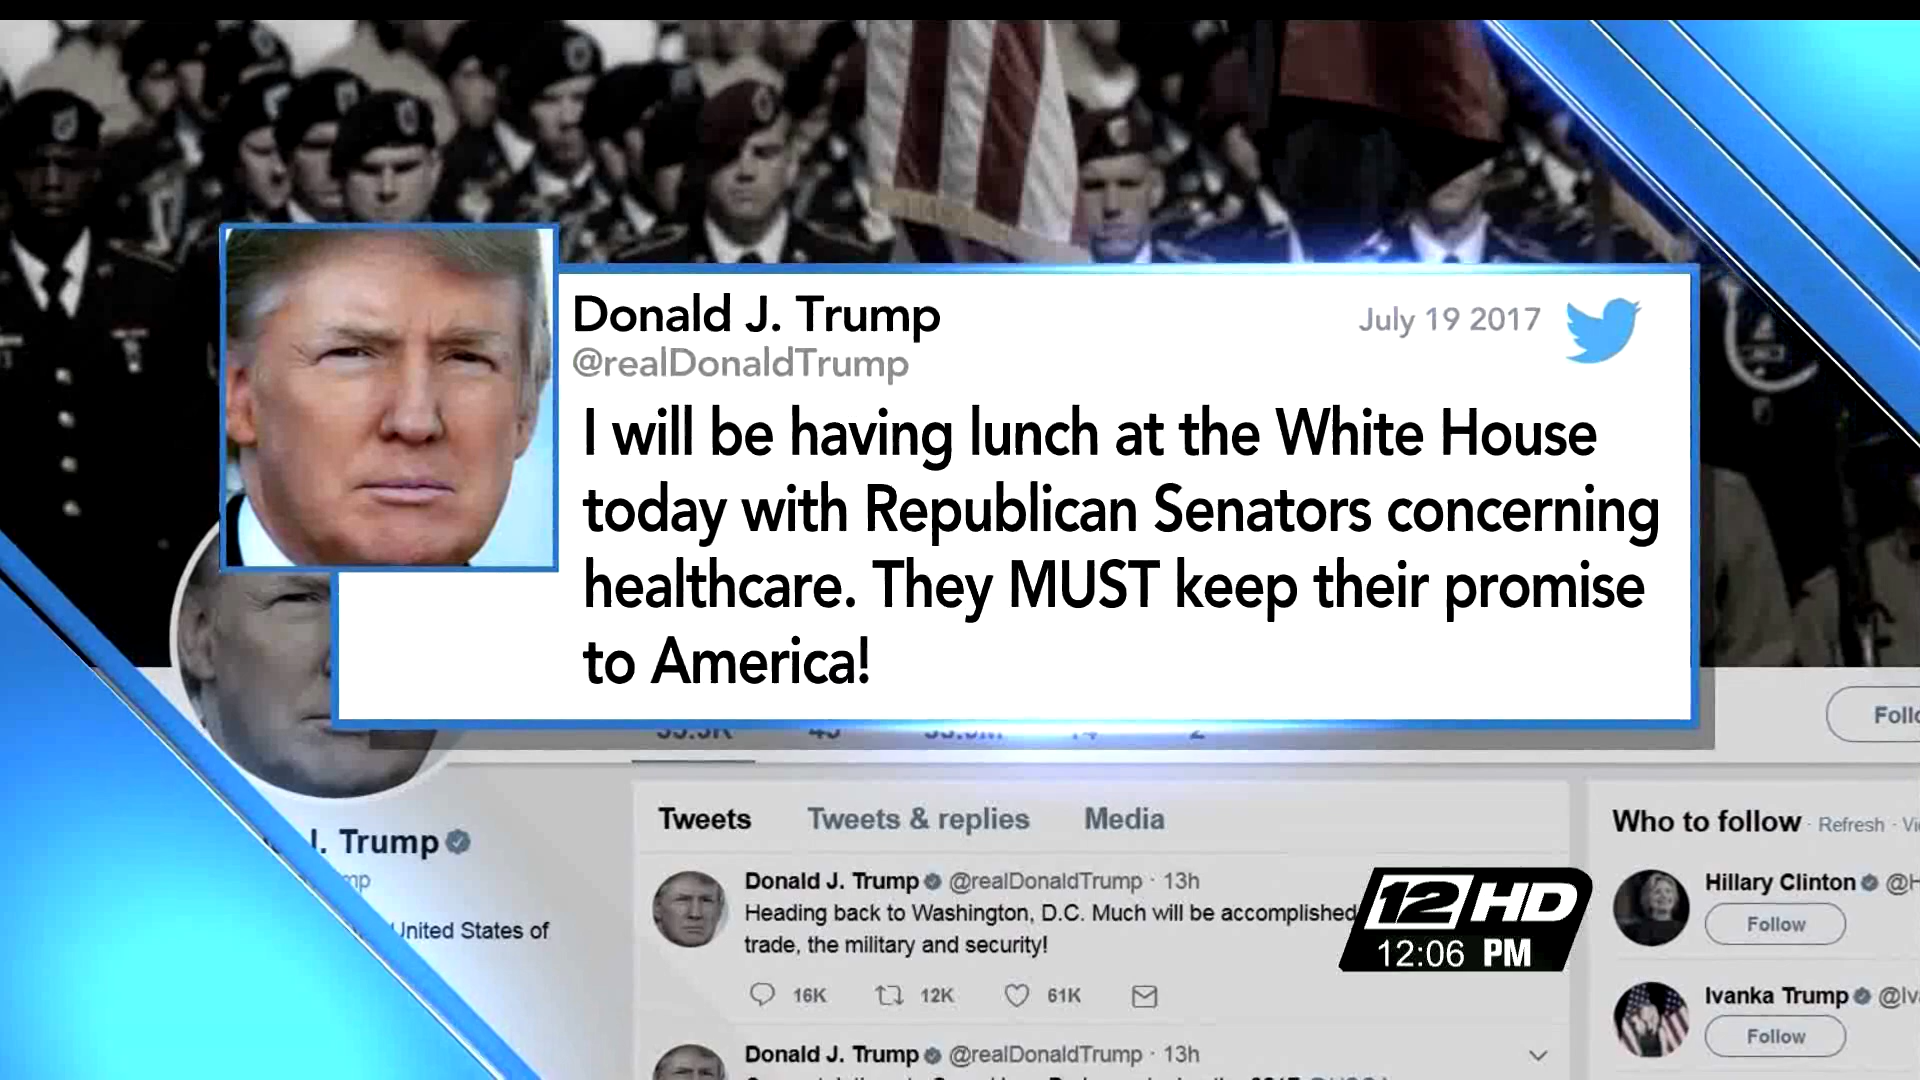 Donald J. Trump
July 19 2017
@realDonaldTrump
I will be having lunch at the White House
today with Republican Senators concerning
healthcare. They MUST keep their promise
to America!
J. Trump
United States of
Tweets Tweets & replies Media
Donald J. Trump @realDonaldTrump · 13h
Heading back to Washington, D.C. Much will be accomplished
trade, the military and security!
16K 12K 61K
Donald J. Trump @realDonaldTrump · 13h
Who to follow · Refresh ·
Hillary Clinton
Follow
Ivanka Trump
Follow
12 HD
12:06 PM